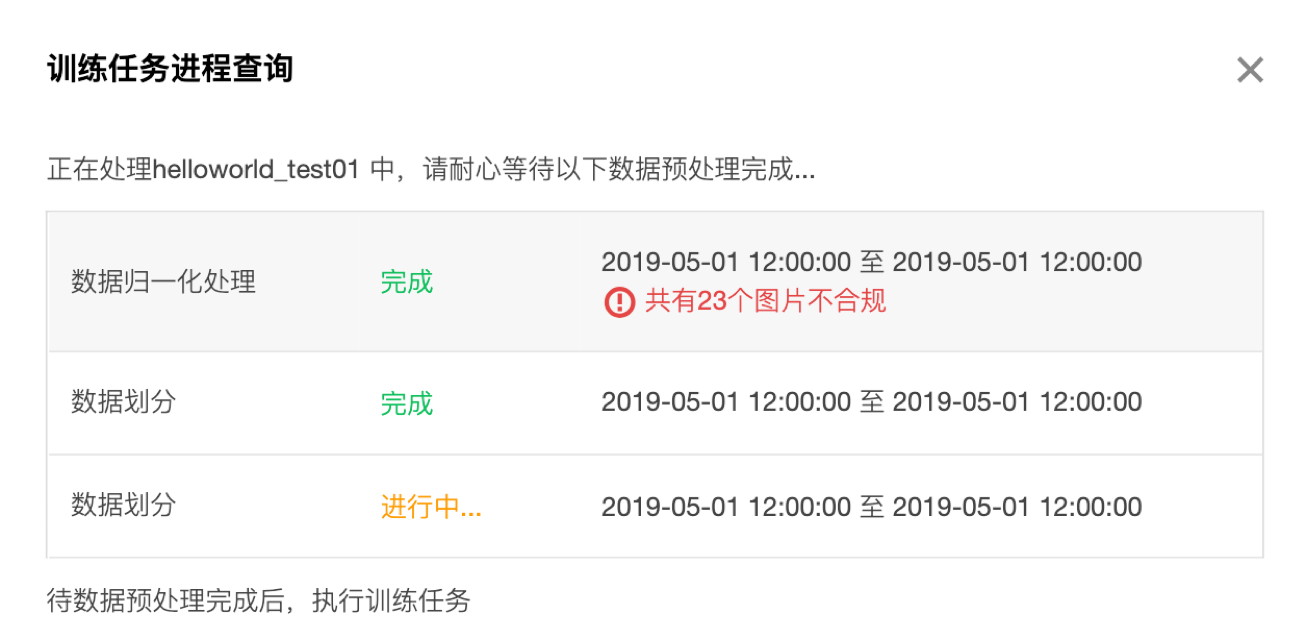 训练任务进程查询
正在处理helloworld_test01 中，请耐心等待以下数据预处理完成...
数据归一化处理 完成 2019-05-01 12:00:00 至 2019-05-01 12:00:00
共有23个图片不合规
数据划分 完成 2019-05-01 12:00:00 至 2019-05-01 12:00:00
数据划分 进行中... 2019-05-01 12:00:00 至 2019-05-01 12:00:00
待数据预处理完成后，执行训练任务